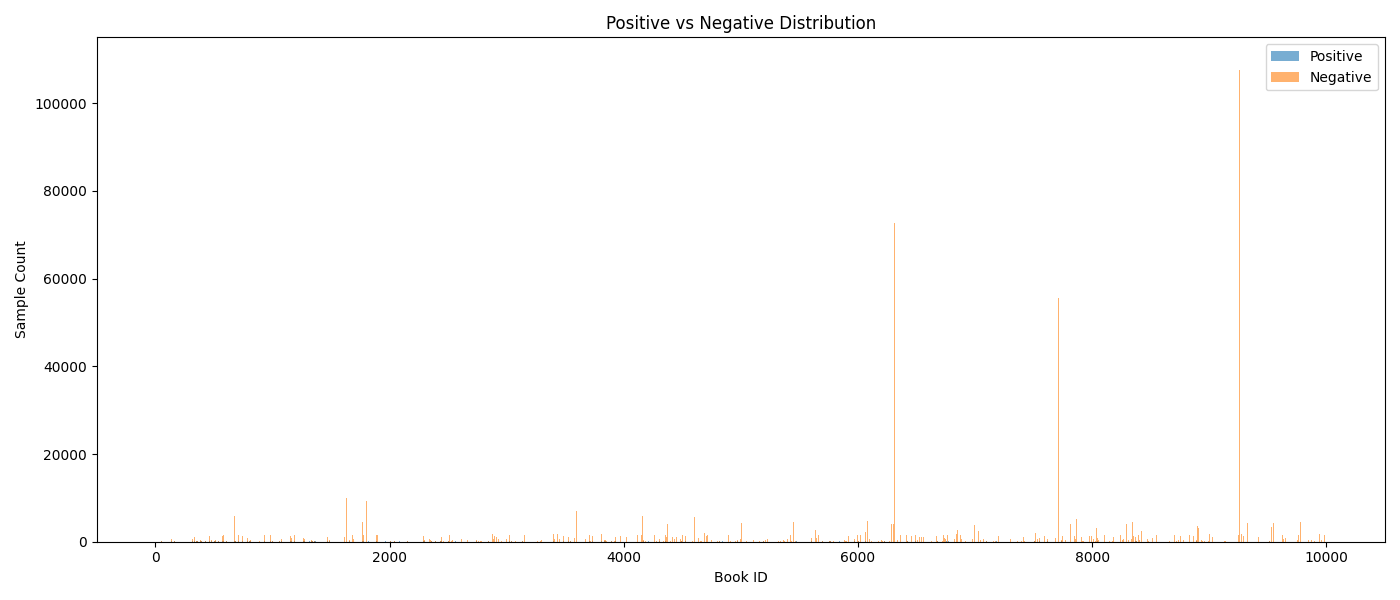 Positive vs Negative Distribution
Positive
Negative
Sample Count
100000
80000
60000
40000
20000
0
0 2000 4000 6000 8000 10000
Book ID